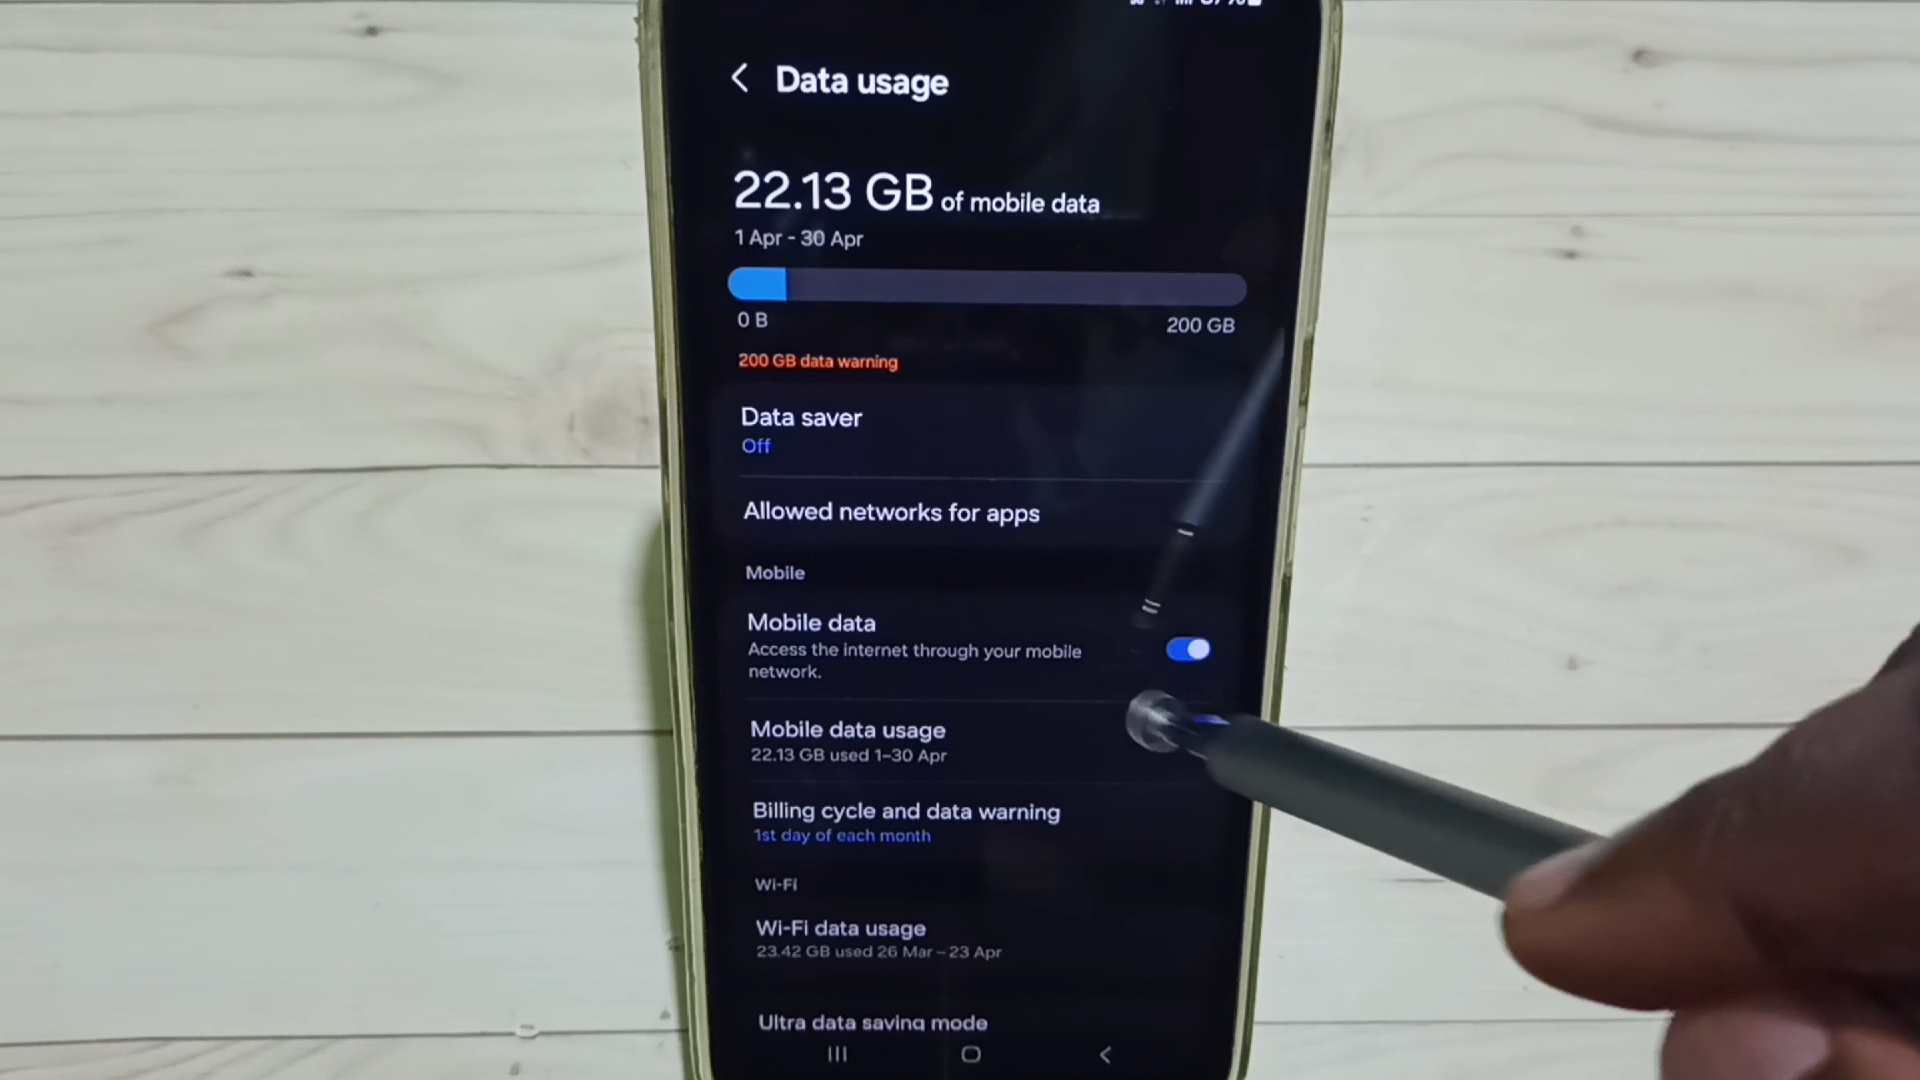 Data usage
22.13 GB of mobile data
1 Apr - 30 Apr
0 B
200 GB
200 GB data warning
Data saver
Off
Allowed networks for apps
Mobile
Mobile data
Access the internet through your mobile
network.
Mobile data usage
22.13 GB used 1–30 Apr
Billing cycle and data warning
1st day of each month
Wi-Fi
Wi-Fi data usage
23.42 GB used 26 Mar – 23 Apr
Ultra data saving mode